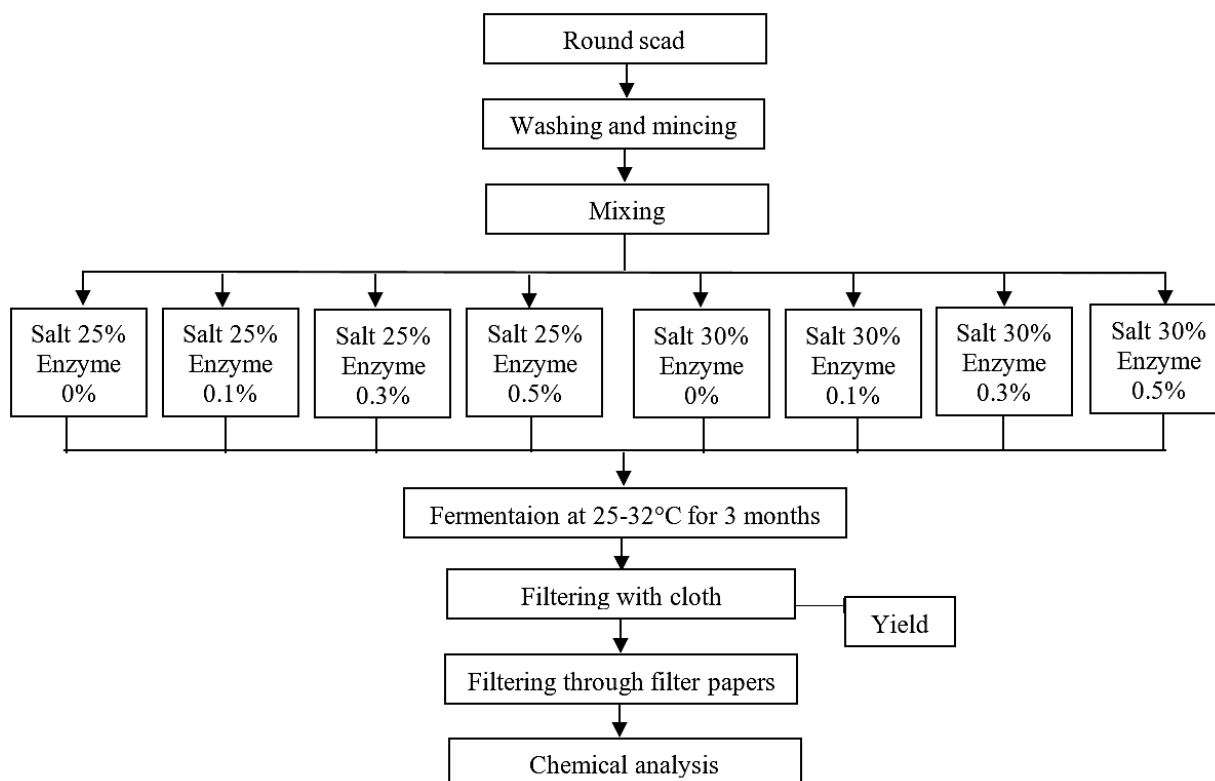 Round scad
Washing and mincing
Mixing
Salt 25%
Enzyme
0%
Salt 25%
Enzyme
0.1%
Salt 25%
Enzyme
0.3%
Salt 25%
Enzyme
0.5%
Salt 30%
Enzyme
0%
Salt 30%
Enzyme
0.1%
Salt 30%
Enzyme
0.3%
Salt 30%
Enzyme
0.5%
Fermentaion at 25-32°C for 3 months
Filtering with cloth
Yield
Filtering through filter papers
Chemical analysis